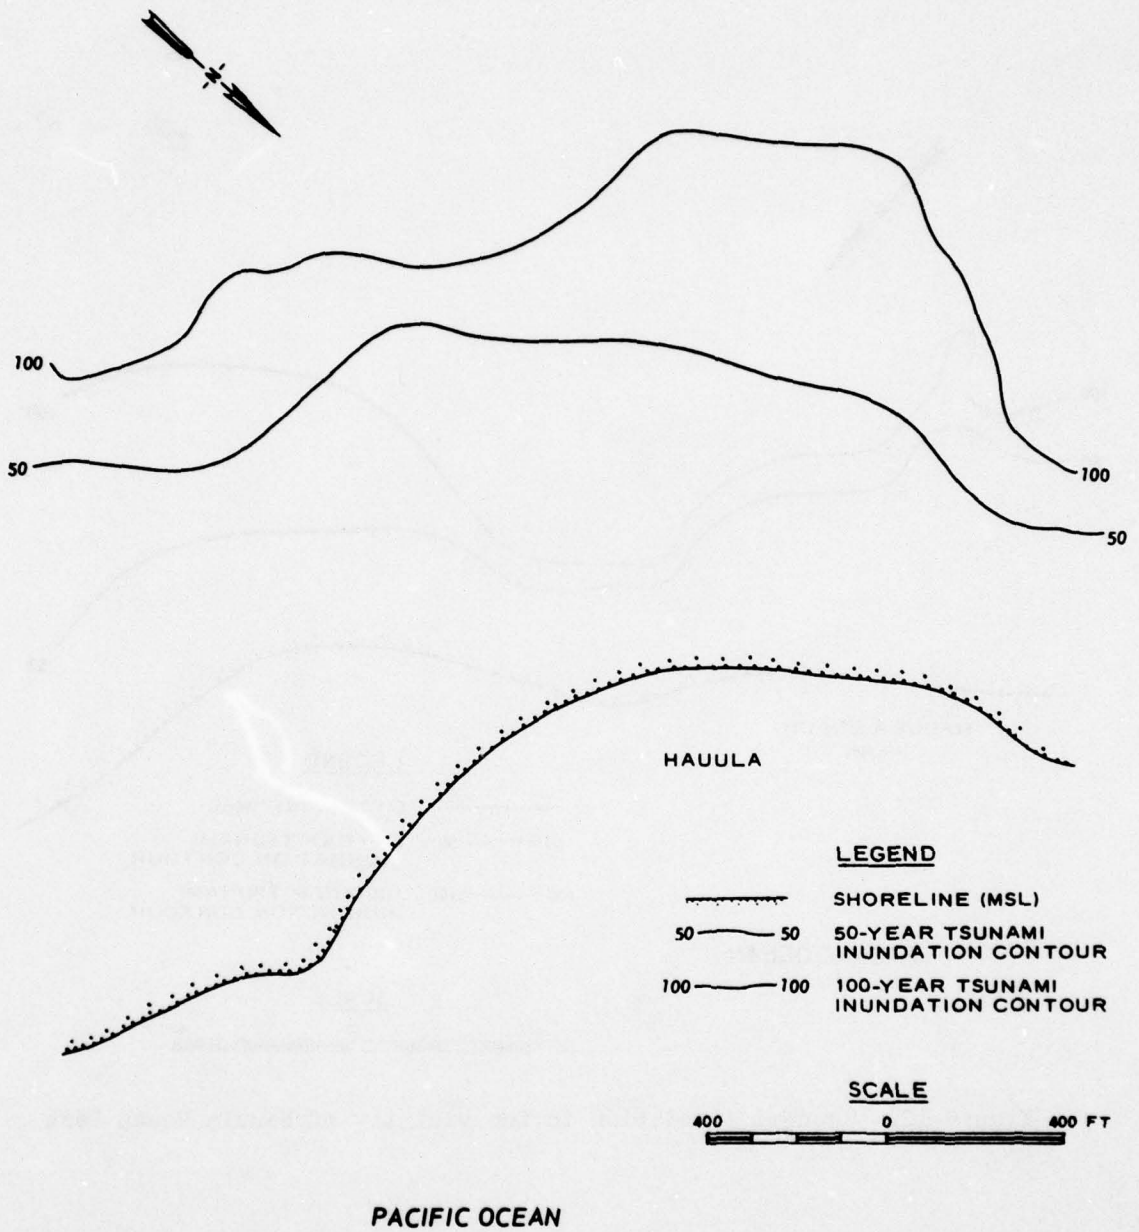 N
100
50
100
50
HAUULA
LEGEND
SHORELINE (MSL)
50 50 50-YEAR TSUNAMI
INUNDATION CONTOUR
100 100 100-YEAR TSUNAMI
INUNDATION CONTOUR
SCALE
400 0 400 FT
PACIFIC OCEAN